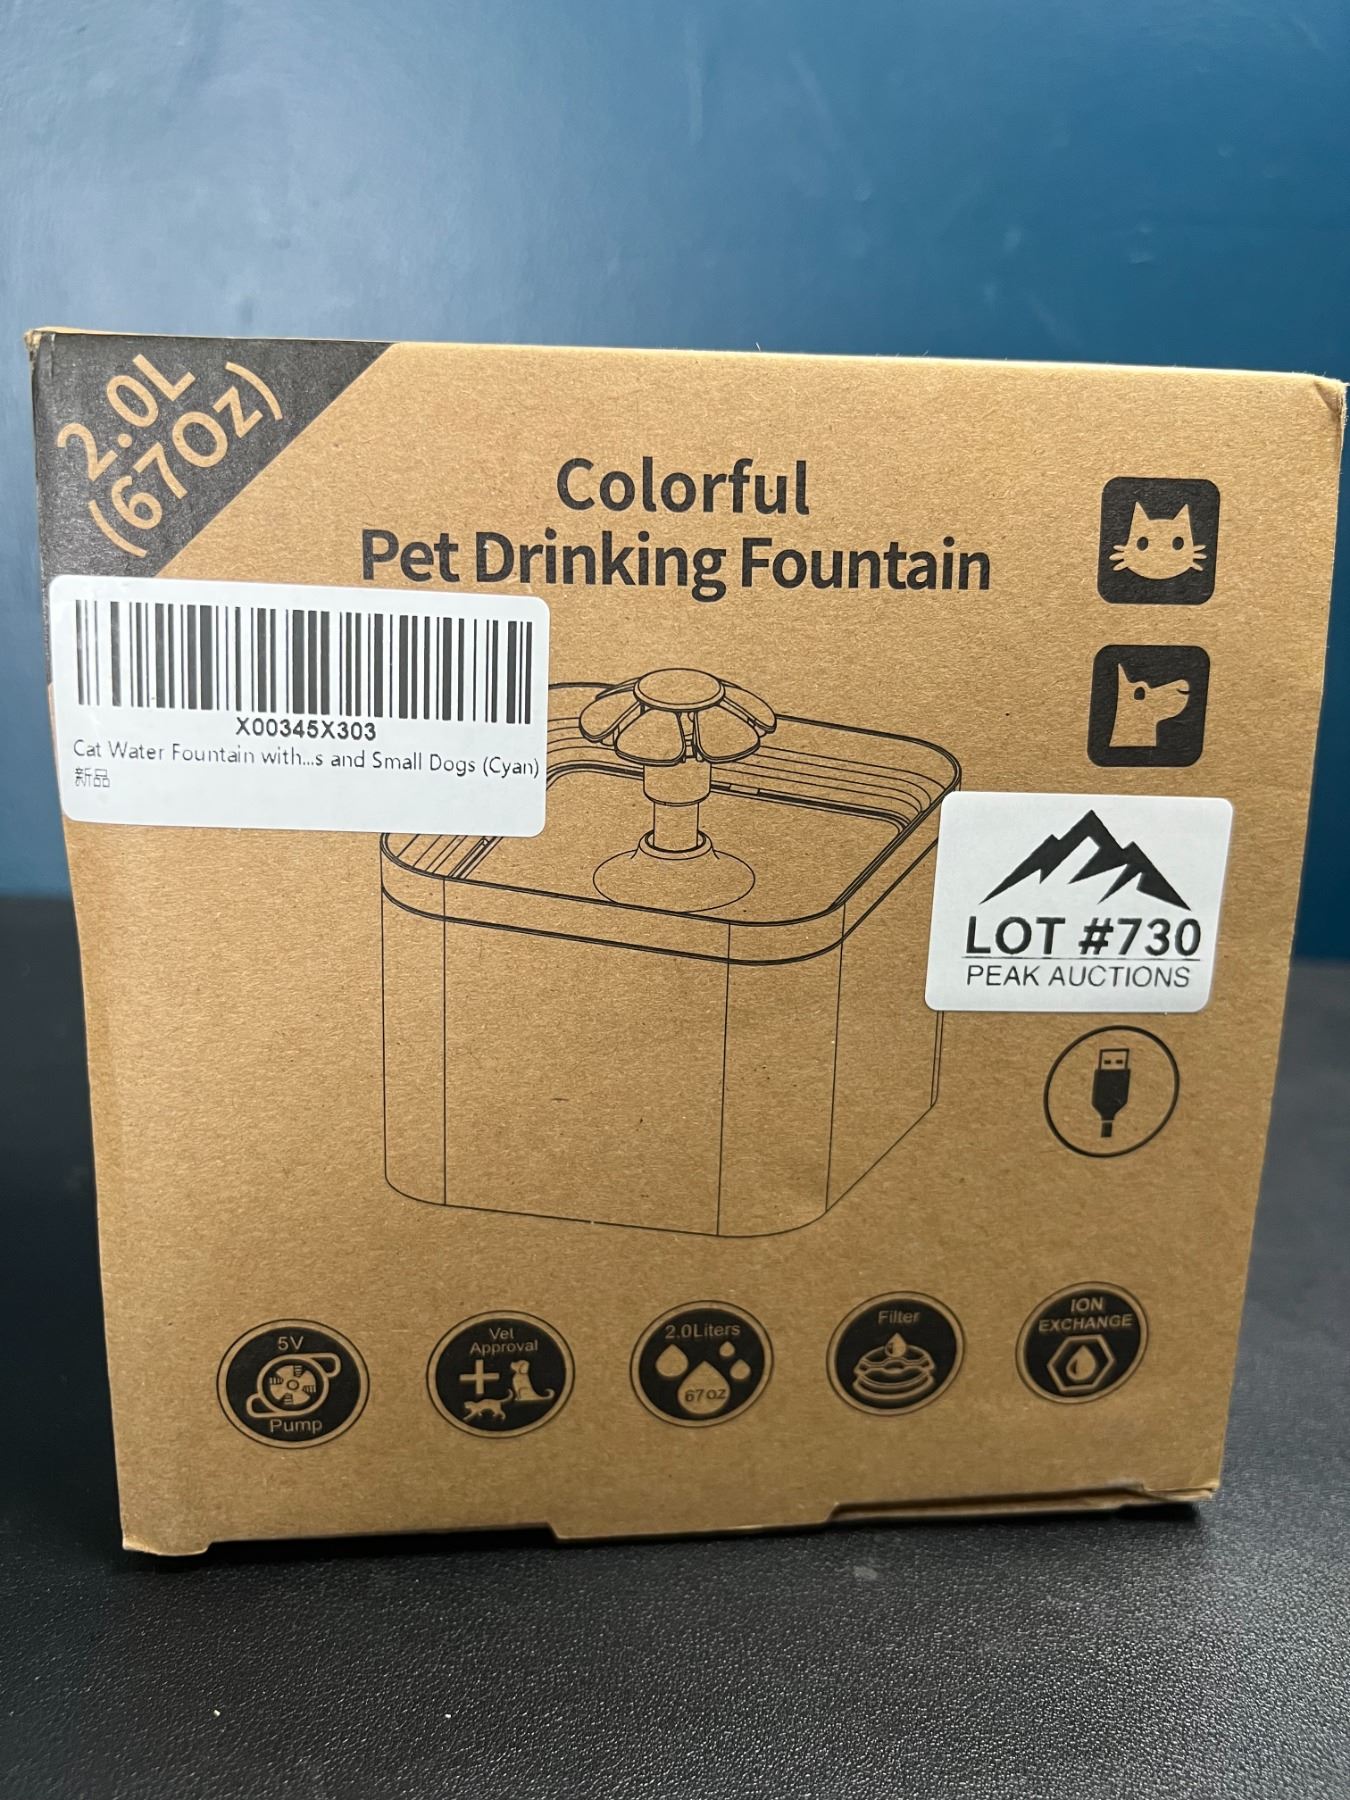 2.0L
(67Oz)
Colorful
Pet Drinking Fountain
X00345X303
Cat Water Fountain with...s and Small Dogs (Cyan)
新品
LOT #730
PEAK AUCTIONS
5V
Pump
Vet
Approval
2.0Liters
67oz
Filter
ION
EXCHANGE